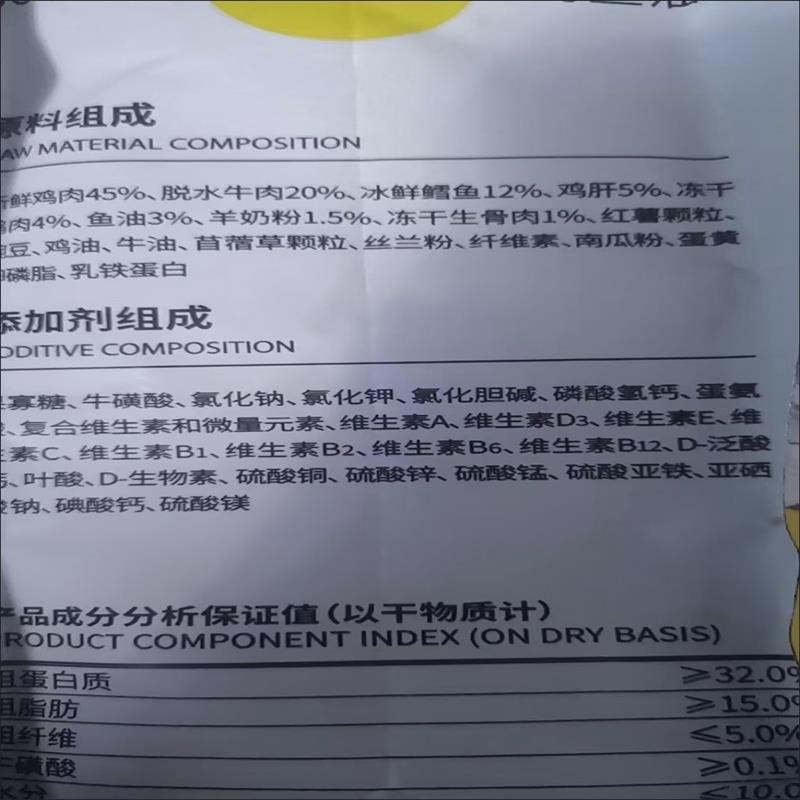 原料组成
RAW MATERIAL COMPOSITION
鲜鸡肉45%、脱水牛肉20%、冰鲜鳕鱼12%、鸡肝5%、冻干
肉4%、鱼油3%、羊奶粉1.5%、冻干生骨肉1%、红薯颗粒、
豌豆、鸡油、牛油、苜蓿草颗粒、丝兰粉、纤维素、南瓜粉、蛋黄
卵磷脂、乳铁蛋白
添加剂组成
ADDITIVE COMPOSITION
果寡糖、牛磺酸、氯化钠、氯化钾、氯化胆碱、磷酸氢钙、蛋氨
酸、复合维生素和微量元素、维生素A、维生素D3、维生素E、维
生素C、维生素B1、维生素B2、维生素B6、维生素B12、D-泛酸
钙、叶酸、D-生物素、硫酸铜、硫酸锌、硫酸锰、硫酸亚铁、亚硒
酸钠、碘酸钙、硫酸镁
产品成分分析保证值(以干物质计)
PRODUCT COMPONENT INDEX (ON DRY BASIS)
粗蛋白质 ≥32.0%
粗脂肪 ≥15.0%
粗纤维 ≤5.0%
牛磺酸 ≥0.1%
水分 ≤10.0